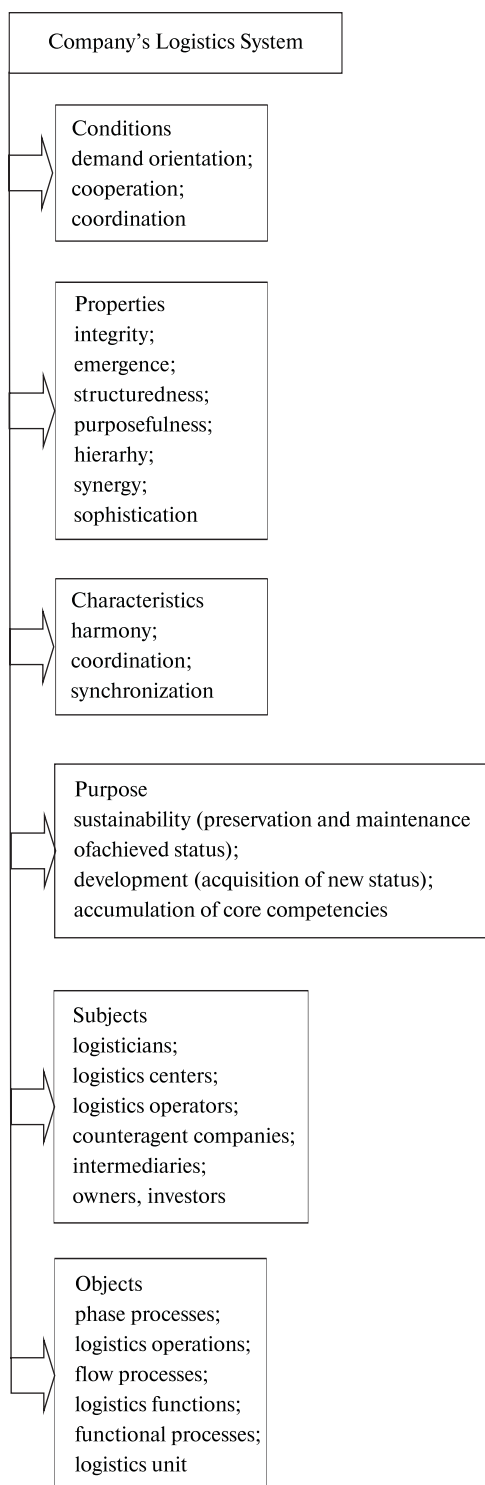 Company's Logistics System
Conditions
demand orientation;
cooperation;
coordination
Properties
integrity;
emergence;
structuredness;
purposefulness;
hierarhy;
synergy;
sophistication
Characteristics
harmony;
coordination;
synchronization
Purpose
sustainability (preservation and maintenance
ofachieved status);
development (acquisition of new status);
accumulation of core competencies
Subjects
logisticians;
logistics centers;
logistics operators;
counteragent companies;
intermediaries;
owners, investors
Objects
phase processes;
logistics operations;
flow processes;
logistics functions;
functional processes;
logistics unit